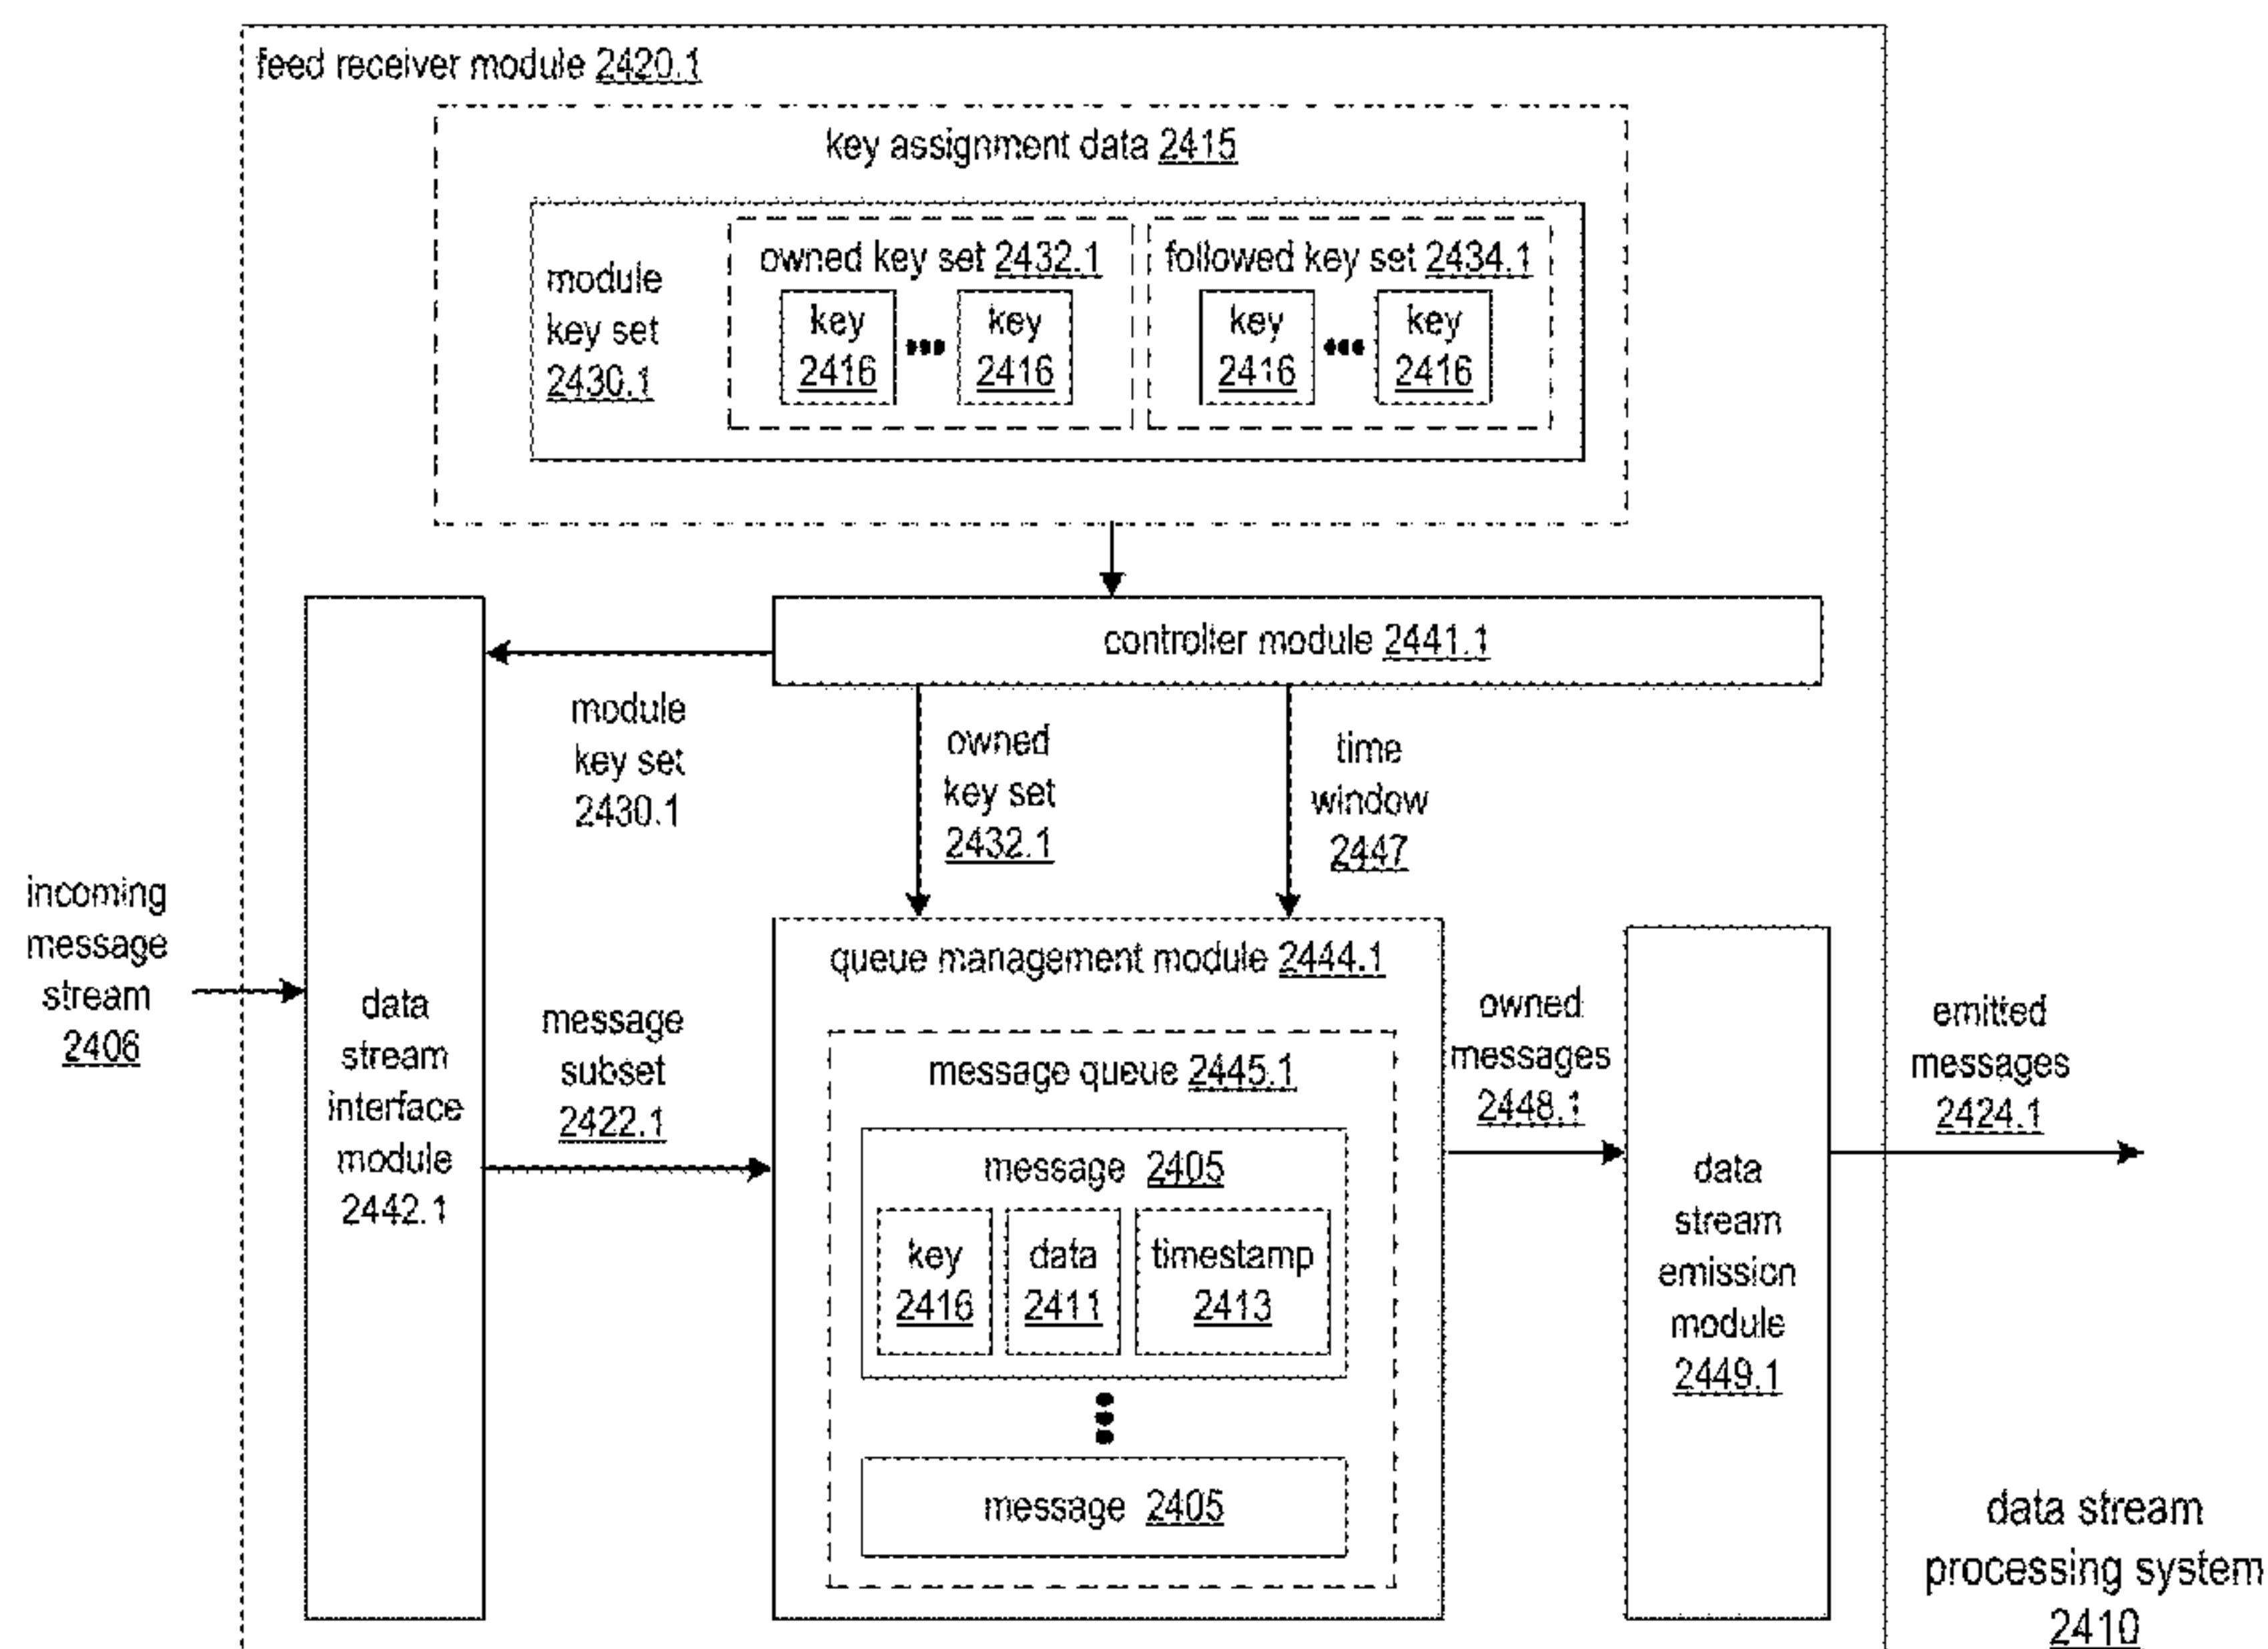 feed receiver module 2420.1
key assignment data 2415
module
key set
2430.1
owned key set 2432.1
key
2416
key
2416
followed key set 2434.1
key
2416
key
2416
controller module 2441.1
module
key set
2430.1
owned
key set
2432.1
time
window
2447
incoming
message
stream
2406
data
stream
interface
module
2442.1
message
subset
2422.1
queue management module 2444.1
message queue 2445.1
message 2405
key
2416
data
2411
timestamp
2413
message 2405
owned
messages
2448.1
data
stream
emission
module
2449.1
emitted
messages
2424.1
data stream
processing system
2410